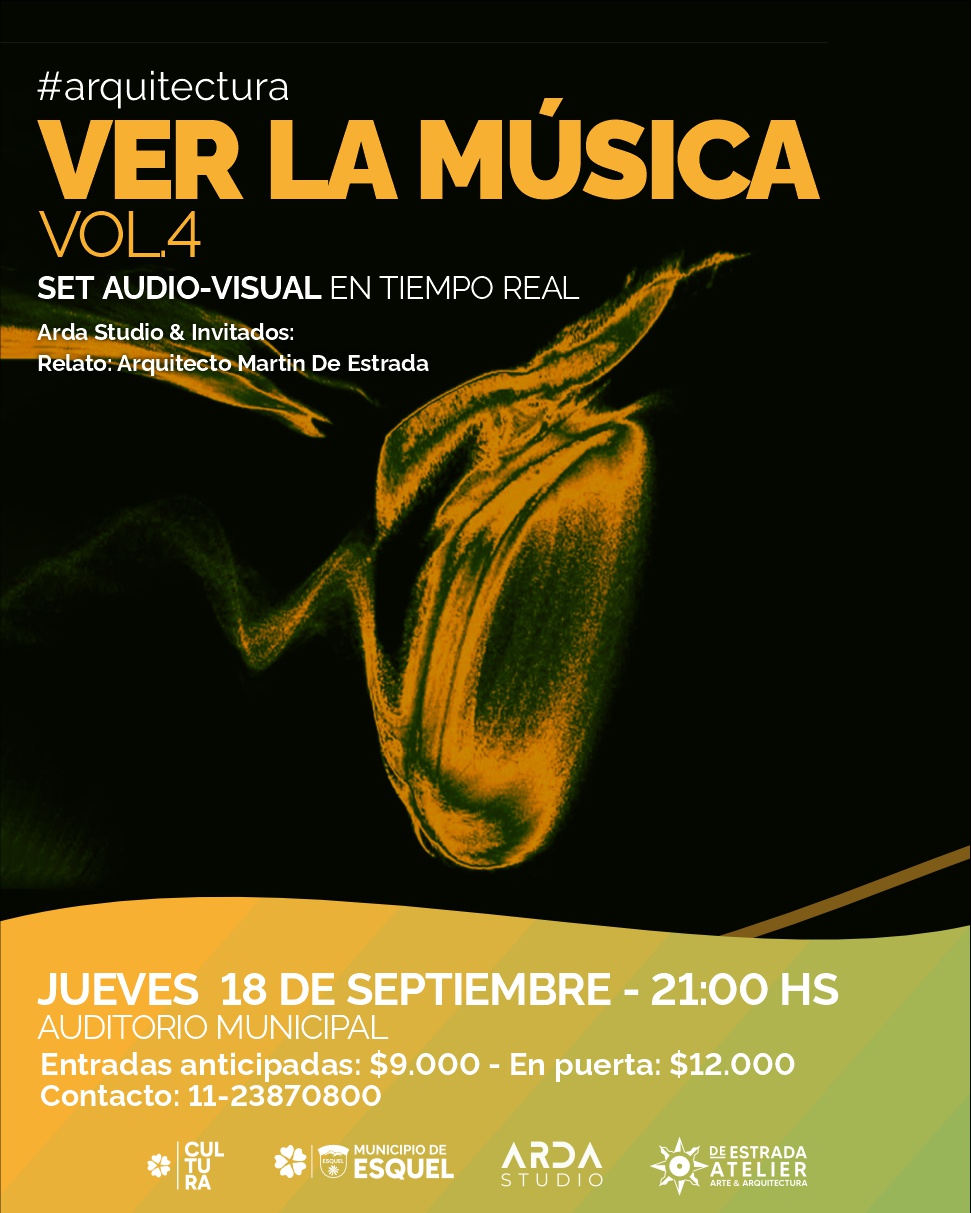 #arquitectura
VER LA MÚSICA
VOL.4
SET AUDIO-VISUAL EN TIEMPO REAL
Arda Studio & Invitados:
Relato: Arquitecto Martin De Estrada
JUEVES 18 DE SEPTIEMBRE - 21:00 HS
AUDITORIO MUNICIPAL
Entradas anticipadas: $9.000 - En puerta: $12.000
Contacto: 11-23870800
CUL
TU
RA
ESQUEL
MUNICIPIO DE
ESQUEL
ARDA
STUDIO
DE ESTRADA
ATELIER
ARTE & ARQUITECTURA